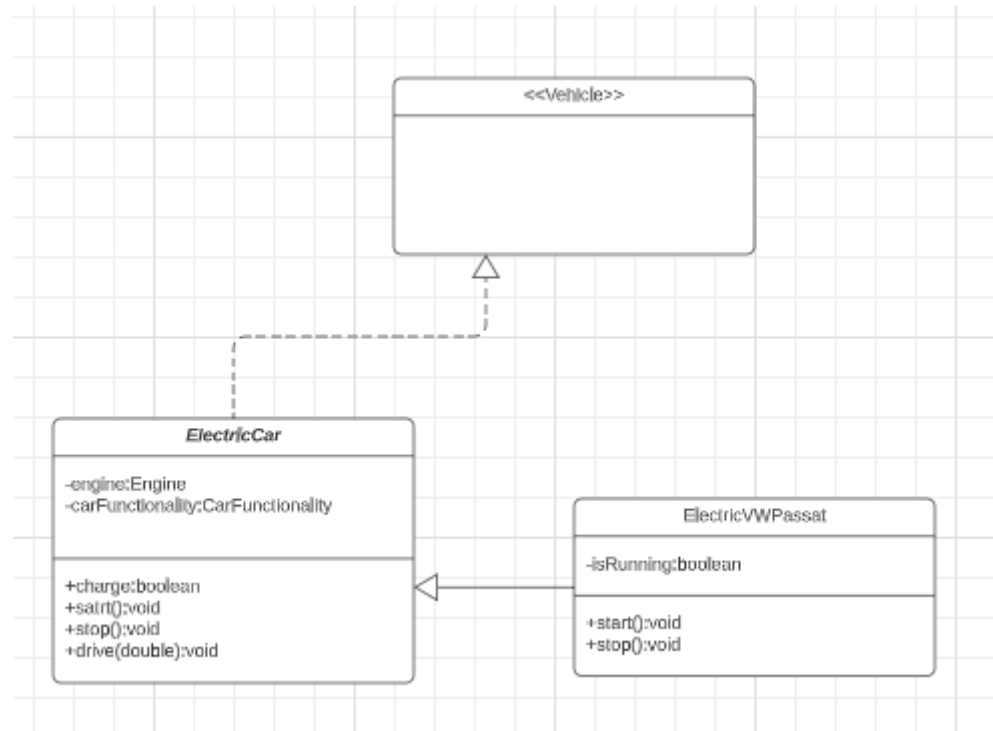 <<Vehicle>>
ElectricCar
-engine:Engine
-carFunctionality:CarFunctionality
+charge:boolean
+satrt():void
+stop():void
+drive(double):void
ElectricVWPassat
-isRunning:boolean
+start():void
+stop():void